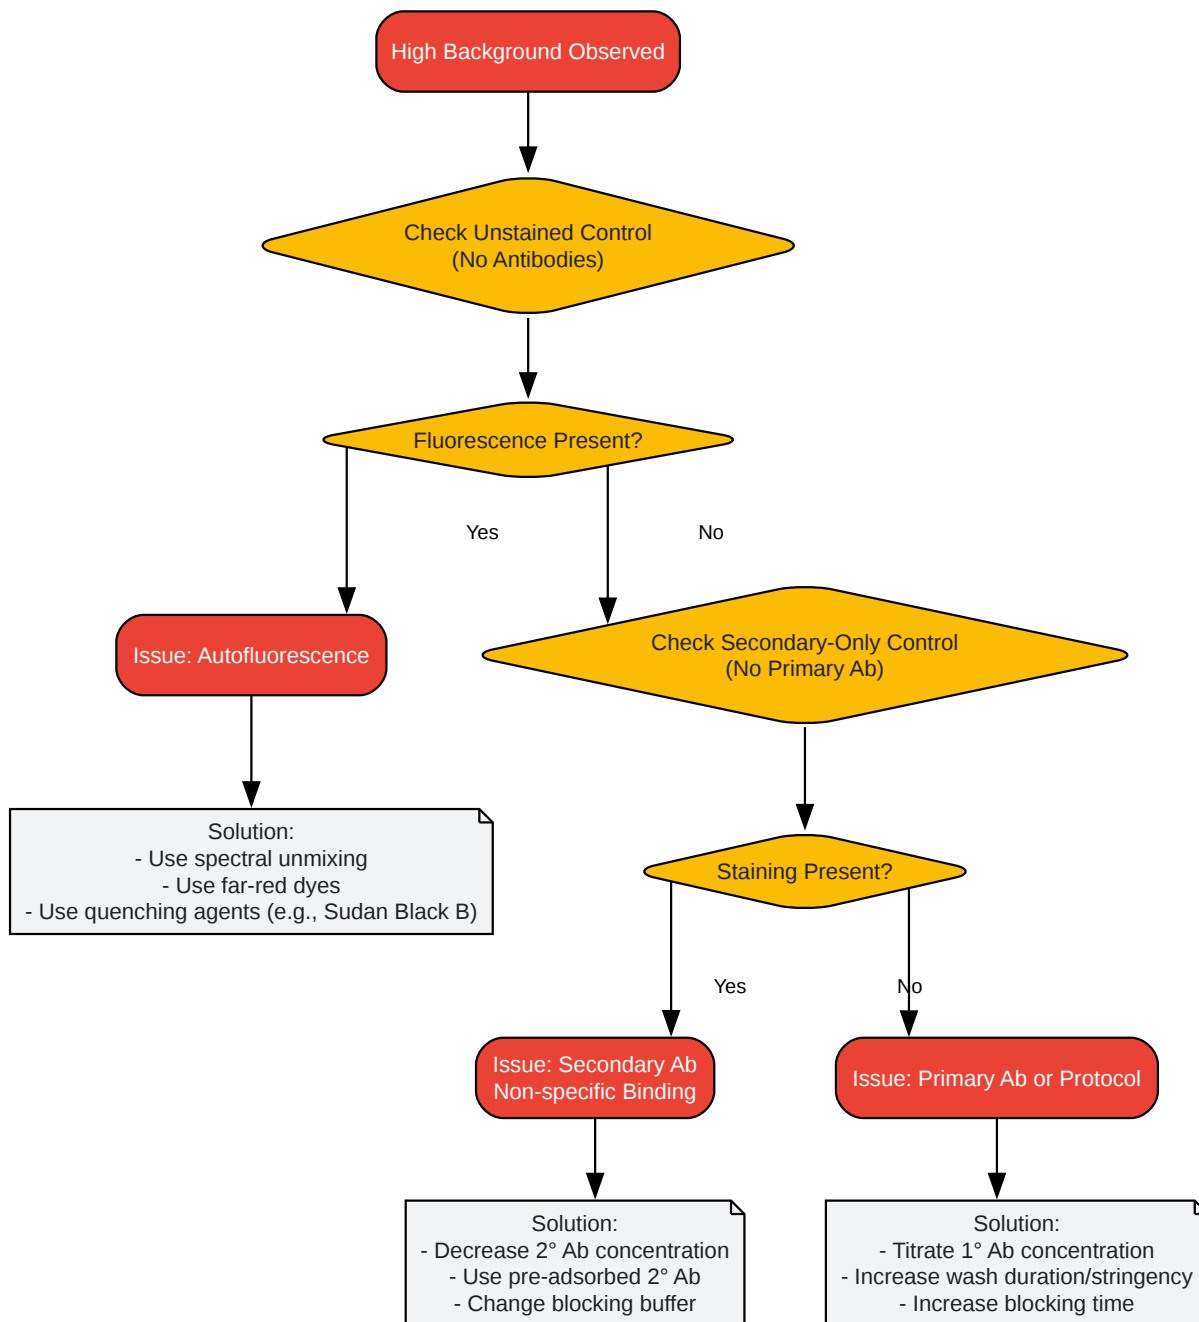 High Background Observed
Check Unstained Control
(No Antibodies)
Fluorescence Present?
Yes
No
Issue: Autofluorescence
Check Secondary-Only Control
(No Primary Ab)
Solution:
- Use spectral unmixing
- Use far-red dyes
- Use quenching agents (e.g., Sudan Black B)
Staining Present?
Yes
No
Issue: Secondary Ab
Non-specific Binding
Issue: Primary Ab or Protocol
Solution:
- Decrease 2° Ab concentration
- Use pre-adsorbed 2° Ab
- Change blocking buffer
Solution:
- Titrate 1° Ab concentration
- Increase wash duration/stringency
- Increase blocking time